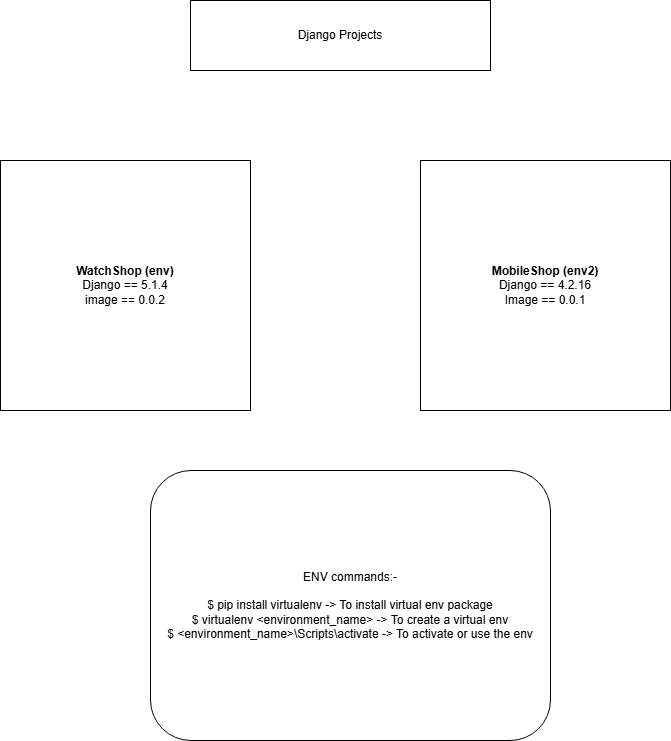 Django Projects
WatchShop (env)
Django == 5.1.4
image == 0.0.2
MobileShop (env2)
Django == 4.2.16
Image == 0.0.1
ENV commands:-
$ pip install virtualenv -> To install virtual env package
$ virtualenv <environment_name> -> To create a virtual env
$ <environment_name>\Scripts\activate -> To activate or use the env